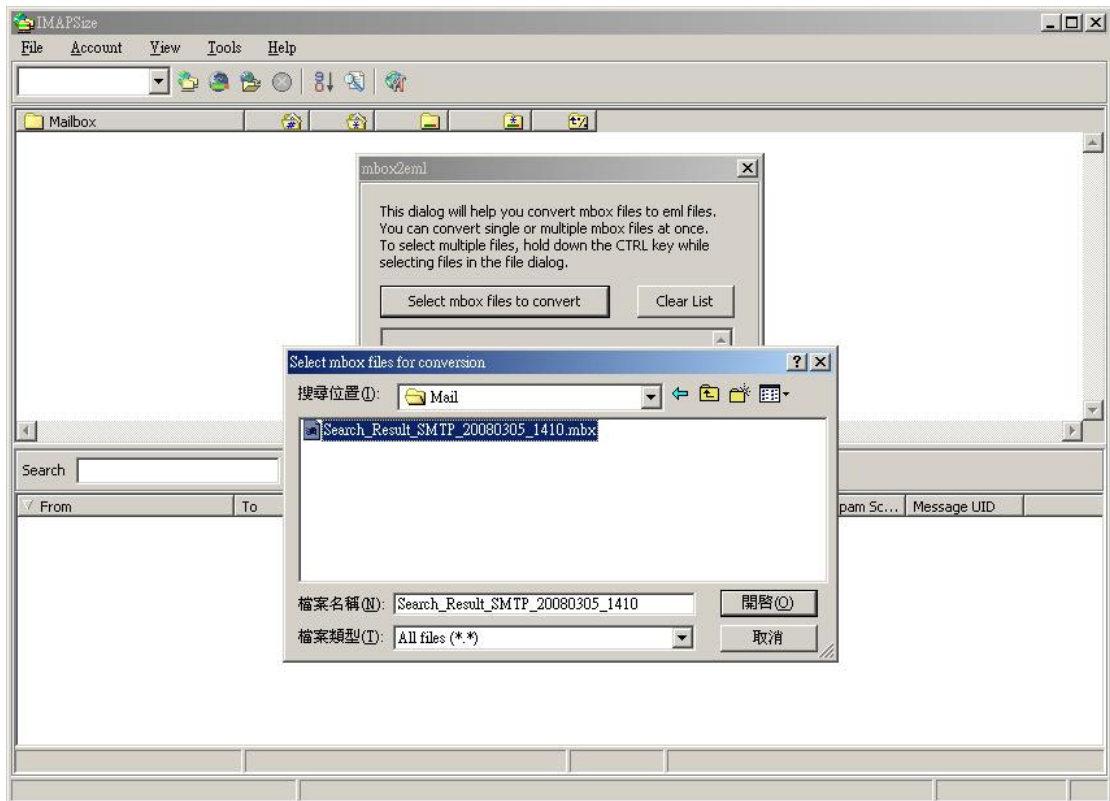 IMAPSize
File Account View Tools Help
Mailbox
mbox2eml
This dialog will help you convert mbox files to eml files.
You can convert single or multiple mbox files at once.
To select multiple files, hold down the CTRL key while
selecting files in the file dialog.
Select mbox files to convert Clear List
Select mbox files for conversion
搜尋位置(I): Mail
Search_Result_SMTP_20080305_1410.mbx
檔案名稱(N): Search_Result_SMTP_20080305_1410 開啓(O)
檔案類型(T): All files (*.*) 取消
Search
From To pam Sc... Message UID